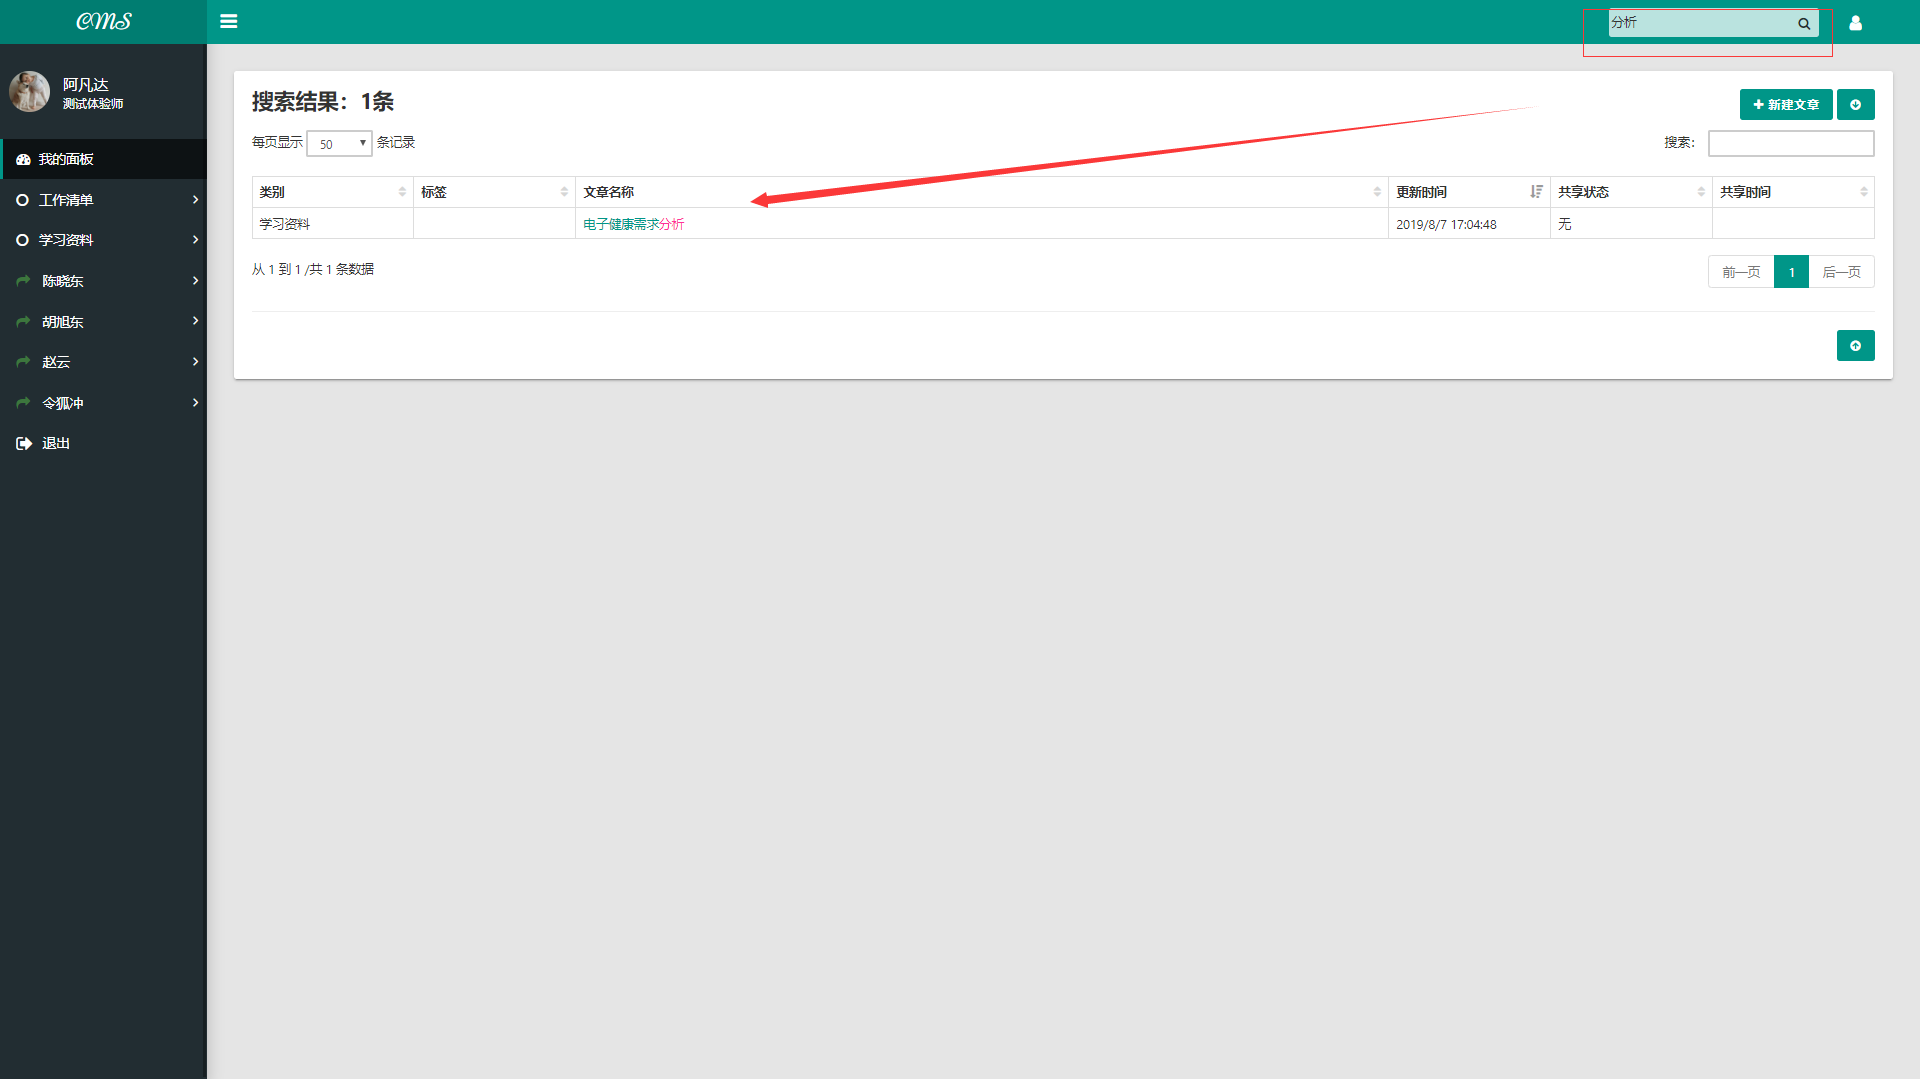 CMS
分析
阿凡达
测试体验师
我的面板
工作清单
学习资料
陈晓东
胡旭东
赵云
令狐冲
退出
搜索结果：1条
新建文章
每页显示 50 条记录
搜索：
类别 标签 文章名称 更新时间 共享状态 共享时间
学习资料 电子健康需求分析 2019/8/7 17:04:48 无
从 1 到 1 /共 1 条数据
前一页 1 后一页